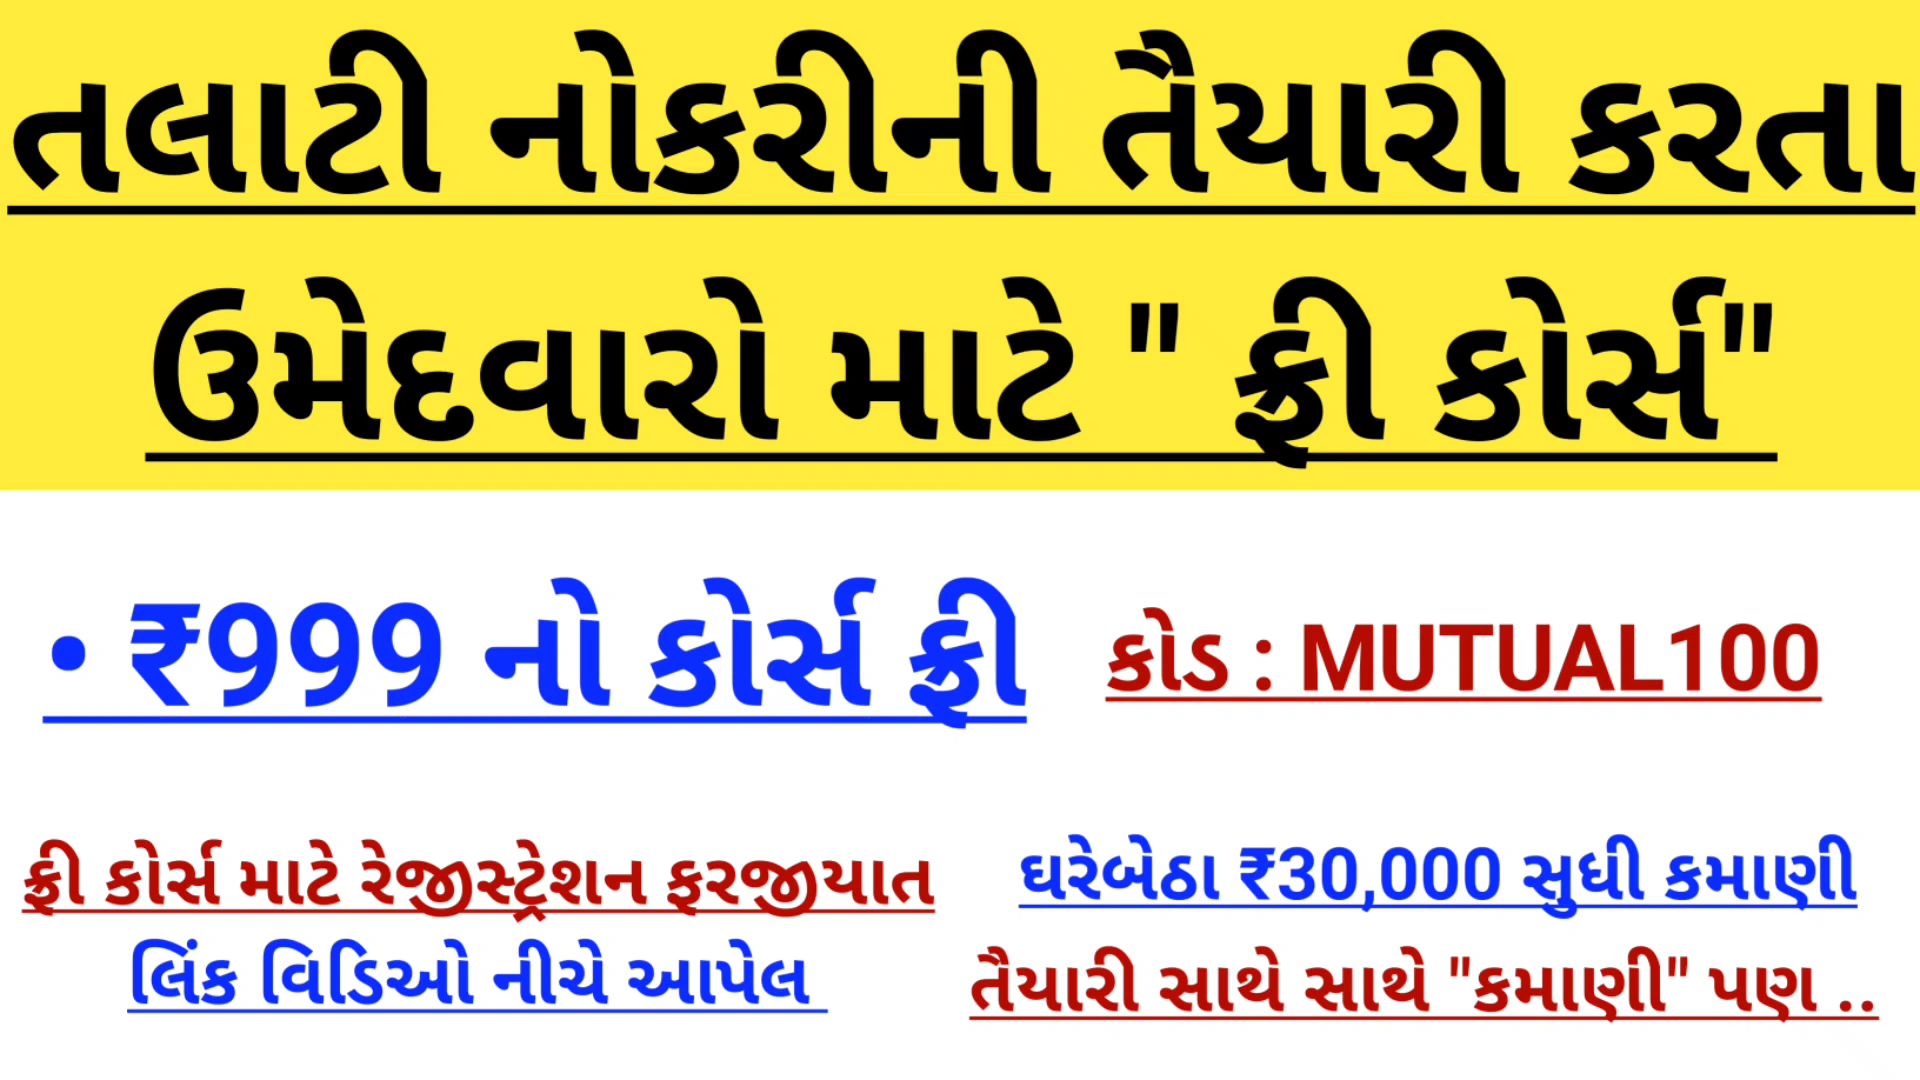 તલાટી નોકરીની તૈયારી કરતા
ઉમેદવારો માટે " ફ્રી કોર્સ"
• ₹999 નો કોર્સ ફ્રી
કોડ : MUTUAL100
ફ્રી કોર્સ માટે રેજીસ્ટ્રેશન ફરજીયાત
લિંક વિડિઓ નીચે આપેલ
ઘરેબેઠા ₹30,000 સુધી કમાણી
તૈયારી સાથે સાથે "કમાણી" પણ ..